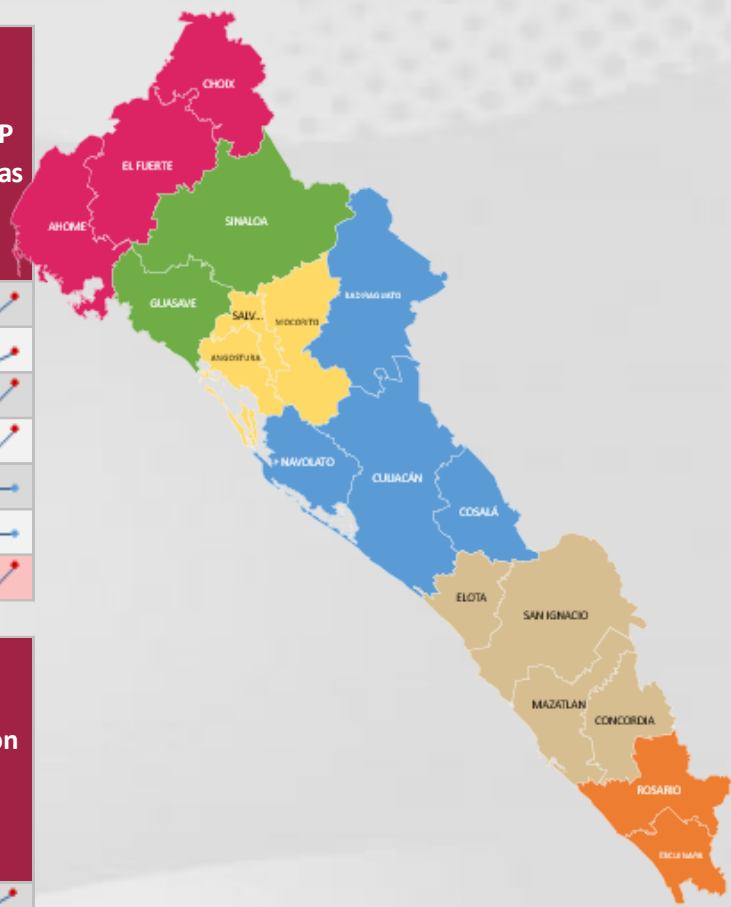 P
as
on
CHOIX
EL FUERTE
AHOME
SINALOA
GUASAVE
SALV...
MOCORITO
BADIRAGUATO
ANGOSTURA
NAVOLATO
CULIACÁN
COSALÁ
ELOTA
SAN IGNACIO
MAZATLAN
CONCORDIA
ROSARIO
ESCUINAPA